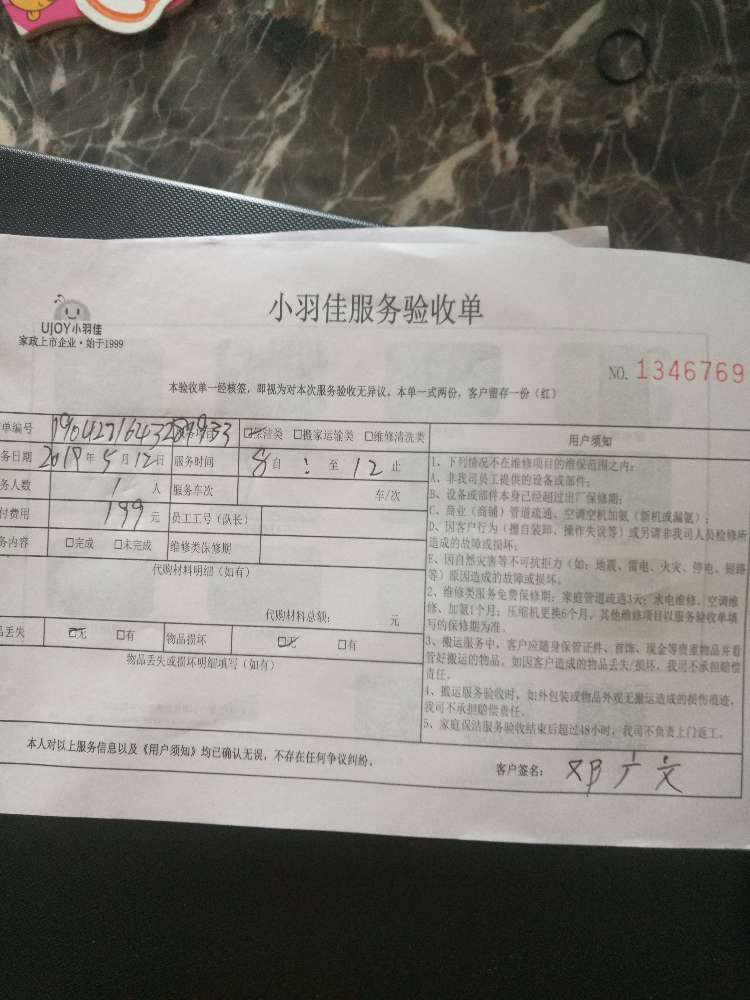 小羽佳服务验收单
UJOY小羽佳
家政上市企业·始于1999
NO. 1346769
本验收单一经核签，即视为对本次服务验收无异议。本单一式两份，客户留存一份（红）
单编号 保洁类 □搬家运输类 □维修清洗类
务日期 2019年5月12日 服务时间 8自 至12止
务人数 1人 服务车次 车/次
付费用 199元 员工工号（队长）
务内容 □完成 □未完成 维修类保修期
代购材料明细（如有）
代购材料总额： 元
品丢失 □无 □有 物品损坏 □无 □有
物品丢失或损坏明细填写（如有）
用户须知
1、下列情况不在维修项目的维保范围之内：
A、非我司员工提供的设备或部件；
B、设备或部件本身已经超过出厂保修期；
C、商业（商铺）管道疏通、空调空机加氨（新机或漏氨）；
D、因客户行为（擅自装卸、操作失误等）或另请非我司人员检修所
造成的故障或损坏；
E、因自然灾害等不可抗拒力（如：地震、雷电、火灾、停电、短路
等）原因造成的故障或损坏。
2、维修类服务免费保修期：家庭管道疏通3天；水电维修、空调维
修、加氨1个月；压缩机更换6个月。其他维修项目以服务验收单填
写的保修期为准。
3、搬运服务中，客户应随身保管证件、首饰、现金等贵重物品并看
管好搬运的物品。如因客户造成的物品丢失/损坏，我司不承担赔偿
责任。
4、搬运服务验收时，如外包装或物品外观无搬运造成的损伤痕迹，
我司不承担赔偿责任。
5、家庭保洁服务验收结束后超过48小时，我司不负责上门返工。
本人对以上服务信息以及《用户须知》均已确认无误，不存在任何争议纠纷。
客户签名： 邓广文